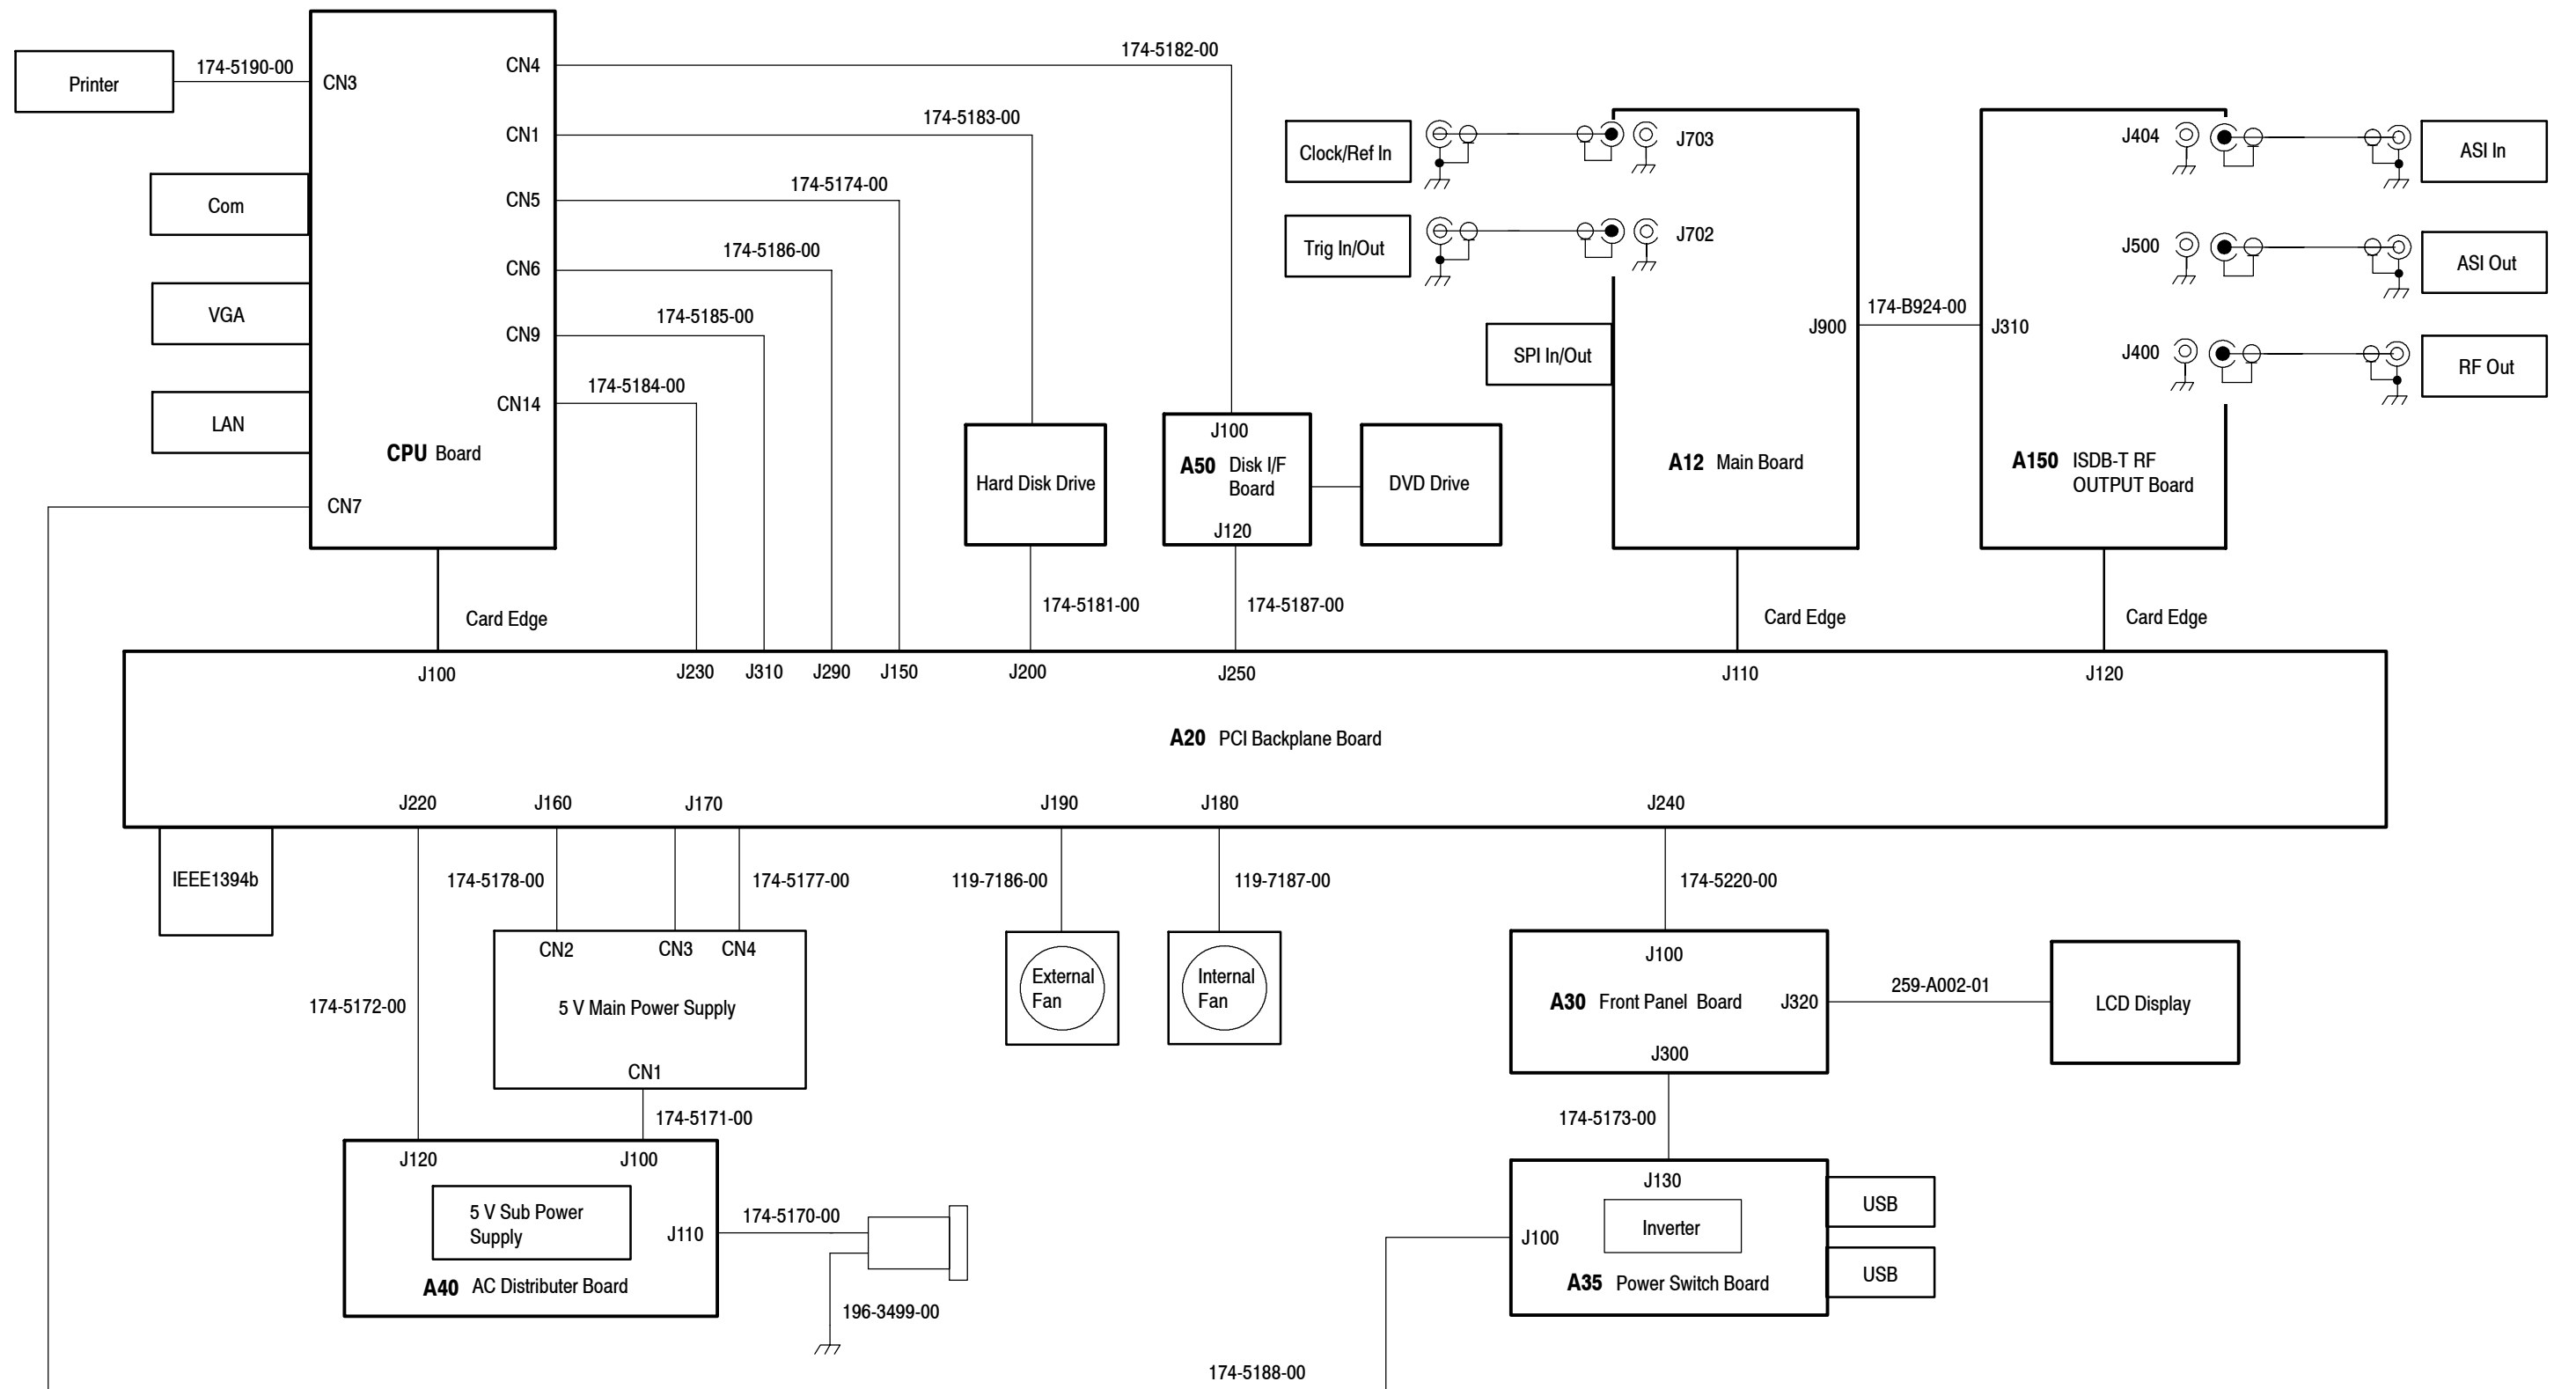 174-5182-00
CN4
174-5190-00
Printer
CN3
174-5183-00
CN1
Clock/Ref In
J703
J404
ASI In
174-5174-00
CN5
Com
Trig In/Out
J702
J500
ASI Out
174-5186-00
CN6
174-5185-00
CN9
VGA
SPI In/Out
J900
174-B924-00
J310
J400
RF Out
174-5184-00
CN14
LAN
CPU Board
J100
A50 Disk I/F
Board
J120
Hard Disk Drive
DVD Drive
A12 Main Board
A150 ISDB-T RF
OUTPUT Board
CN7
Card Edge
174-5181-00
174-5187-00
Card Edge
Card Edge
J100
J230
J310
J290
J150
J200
J250
J110
J120
A20 PCI Backplane Board
J220
J160
J170
J190
J180
J240
IEEE1394b
174-5178-00
174-5177-00
119-7186-00
119-7187-00
174-5220-00
CN2
CN3
CN4
External
Fan
Internal
Fan
J100
174-5172-00
5 V Main Power Supply
A30 Front Panel Board
J320
259-A002-01
LCD Display
J300
CN1
174-5171-00
174-5173-00
J120
J100
J130
5 V Sub Power
Supply
J110
174-5170-00
J100
Inverter
USB
USB
A40 AC Distributer Board
A35 Power Switch Board
196-3499-00
174-5188-00